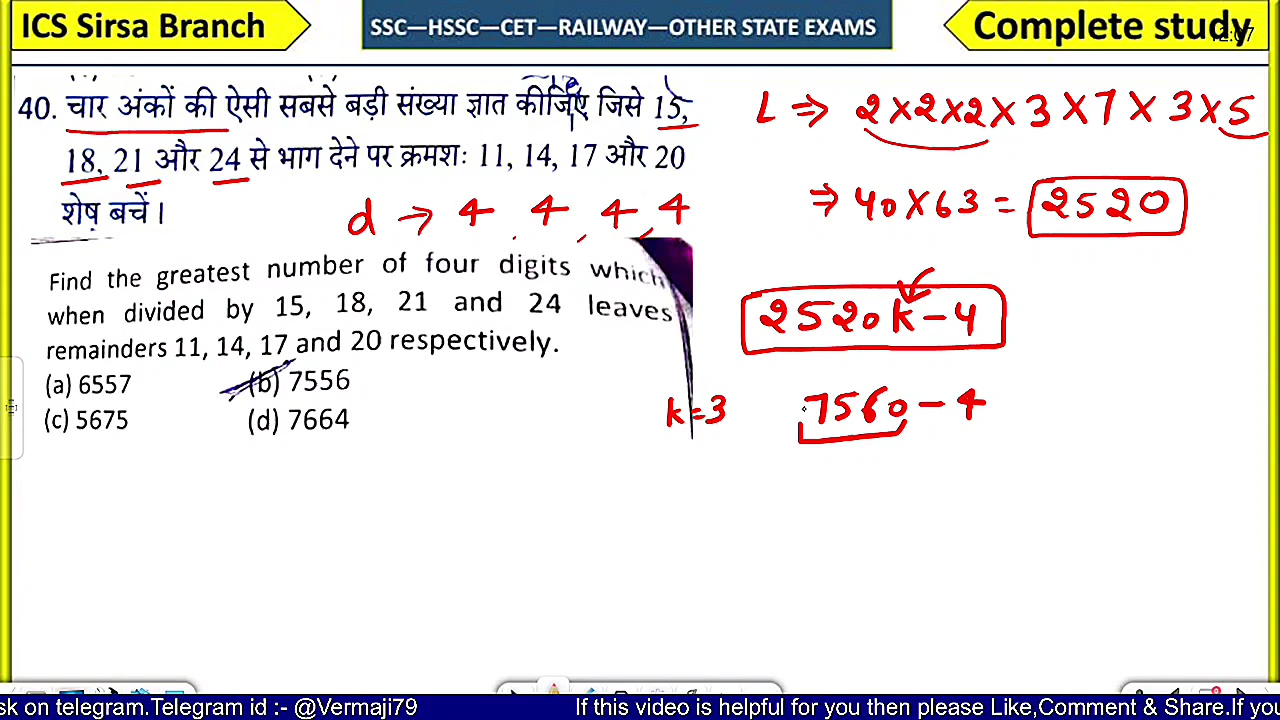 ICS Sirsa Branch
SSC—HSSC—CET—RAILWAY—OTHER STATE EXAMS
Complete study
40. चार अंकों की ऐसी सबसे बड़ी संख्या ज्ञात कीजिए जिसे 15,
18, 21 और 24 से भाग देने पर क्रमशः 11, 14, 17 और 20
शेष बचें।
d → 4 4 4 4
Find the greatest number of four digits which
when divided by 15, 18, 21 and 24 leaves
remainders 11, 14, 17 and 20 respectively.
(a) 6557 (b) 7556
(c) 5675 (d) 7664
L ⇒ 2×2×2×3×7×3×5
⇒ 40×63 = 2520
2520k-4
k=3 7560-4
sk on telegram.Telegram id :- @Vermaji79 If this video is helpful for you then please Like,Comment & Share.If you